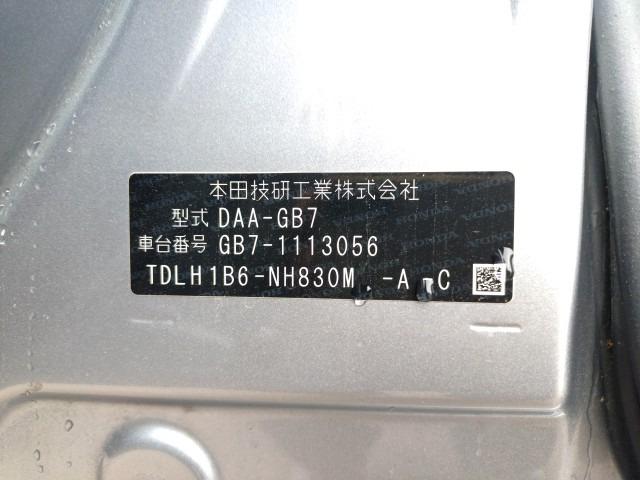 本田技研工業株式会社
型式 DAA-GB7
車台番号 GB7-1113056
TDLH1B6-NH830M -A C